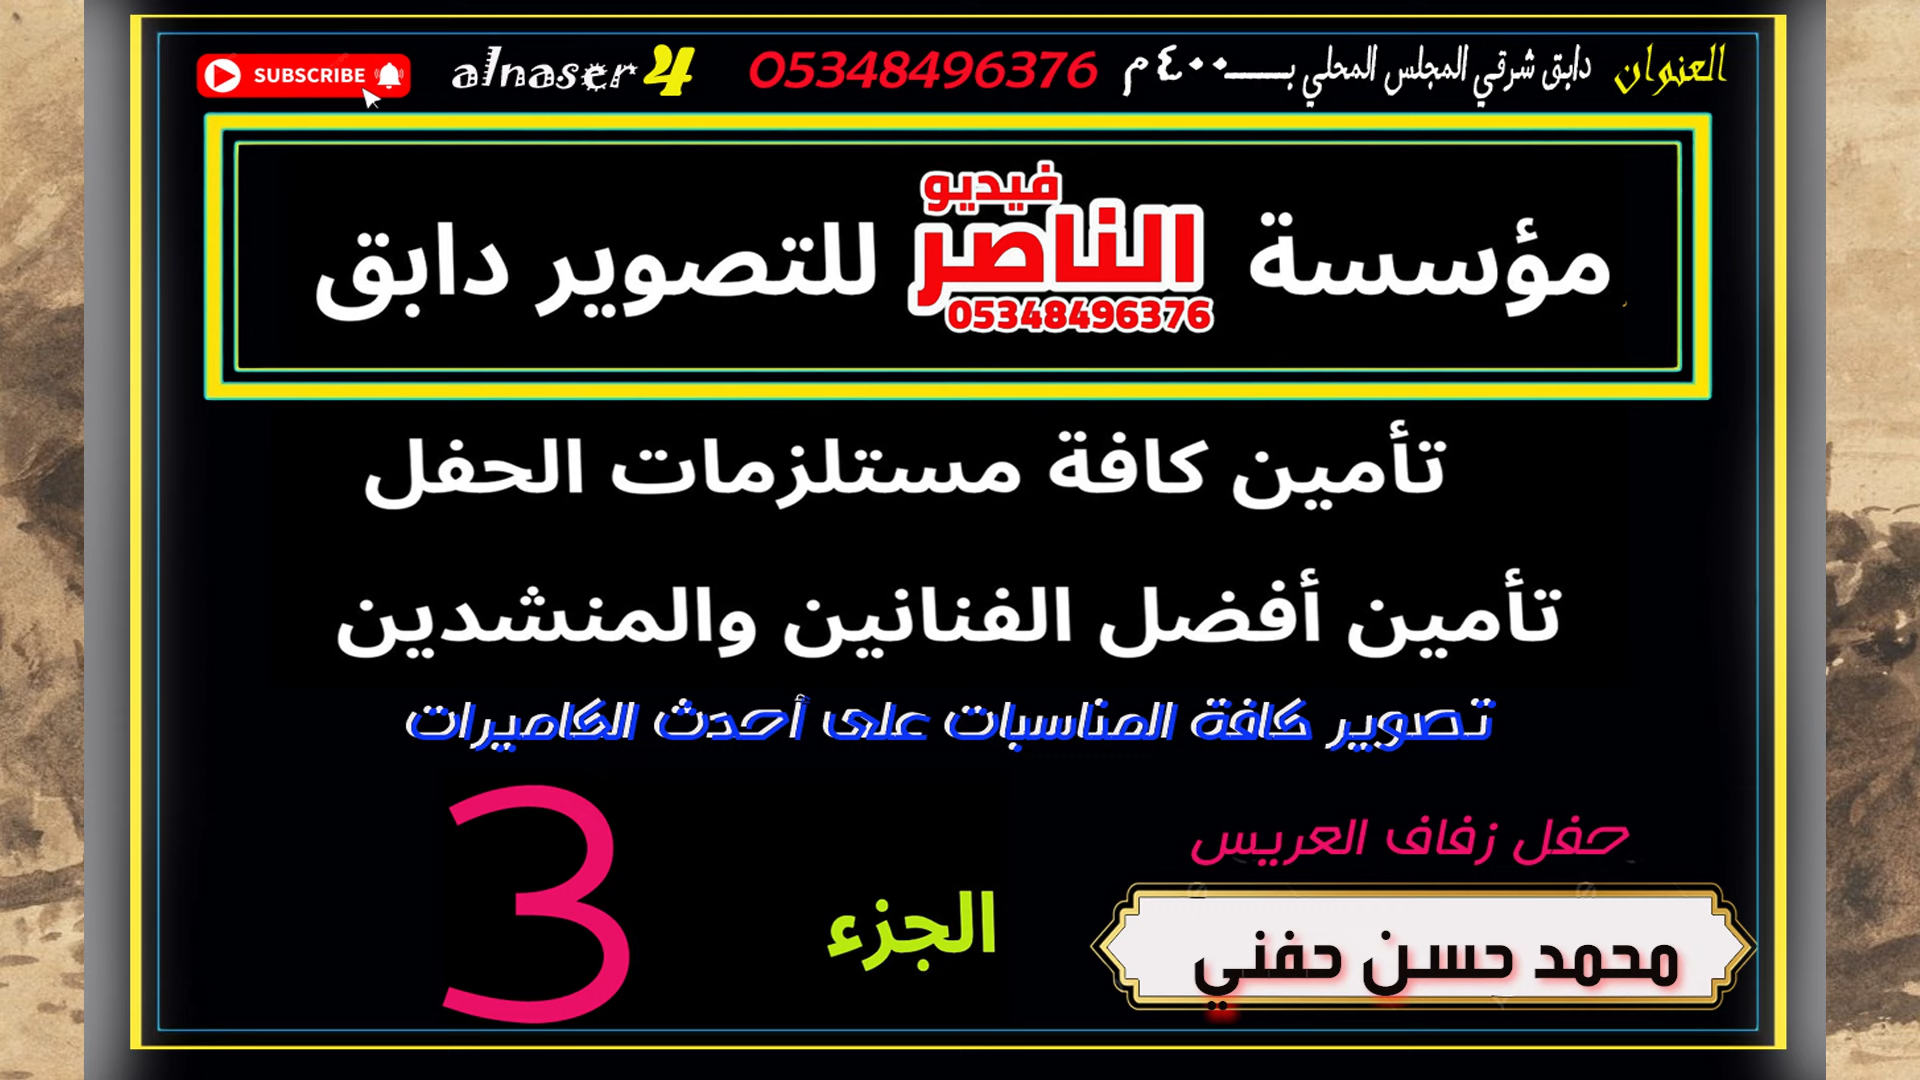 العنوان دابق شرقي المجلس المحلي بـــــ٤٠٠م 05348496376 alnaser4 SUBSCRIBE
فيديو
مؤسسة الناصر للتصوير دابق
05348496376
تأمين كافة مستلزمات الحفل
تأمين أفضل الفنانين والمنشدين
تصوير كافة المناسبات على أحدث الكاميرات
حفل زفاف العريس
محمد حسن حفني
الجزء 3